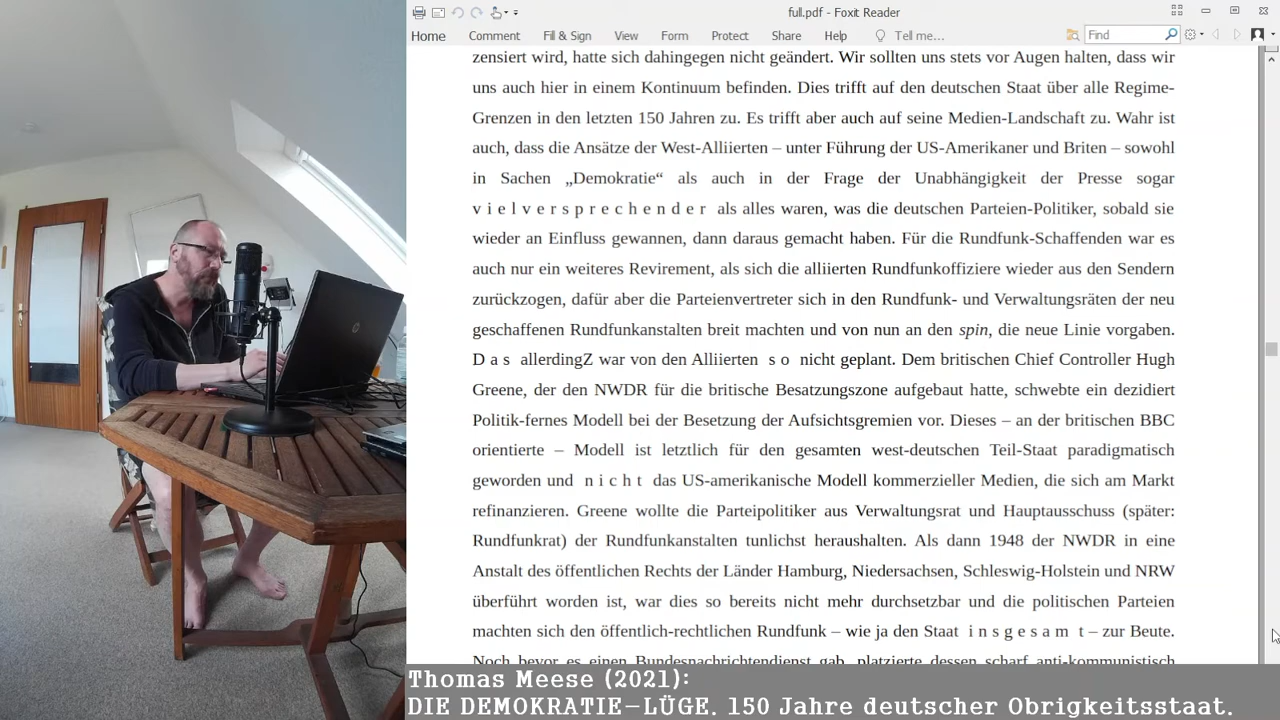 full.pdf - Foxit Reader
Home Comment Fill & Sign View Form Protect Share Help Tell me... Find
zensiert wird, hatte sich dahingegen nicht geändert. Wir sollten uns stets vor Augen halten, dass wir
uns auch hier in einem Kontinuum befinden. Dies trifft auf den deutschen Staat über alle Regime-
Grenzen in den letzten 150 Jahren zu. Es trifft aber auch auf seine Medien-Landschaft zu. Wahr ist
auch, dass die Ansätze der West-Alliierten – unter Führung der US-Amerikaner und Briten – sowohl
in Sachen „Demokratie“ als auch in der Frage der Unabhängigkeit der Presse sogar
v i e l v e r s p r e c h e n d e r als alles waren, was die deutschen Parteien-Politiker, sobald sie
wieder an Einfluss gewannen, dann daraus gemacht haben. Für die Rundfunk-Schaffenden war es
auch nur ein weiteres Revirement, als sich die alliierten Rundfunkoffiziere wieder aus den Sendern
zurückzogen, dafür aber die Parteienvertreter sich in den Rundfunk- und Verwaltungsräten der neu
geschaffenen Rundfunkanstalten breit machten und von nun an den spin, die neue Linie vorgaben.
D a s allerdingZ war von den Alliierten s o nicht geplant. Dem britischen Chief Controller Hugh
Greene, der den NWDR für die britische Besatzungszone aufgebaut hatte, schwebte ein dezidiert
Politik-fernes Modell bei der Besetzung der Aufsichtsgremien vor. Dieses – an der britischen BBC
orientierte – Modell ist letztlich für den gesamten west-deutschen Teil-Staat paradigmatisch
geworden und n i c h t das US-amerikanische Modell kommerzieller Medien, die sich am Markt
refinanzieren. Greene wollte die Parteipolitiker aus Verwaltungsrat und Hauptausschuss (später:
Rundfunkrat) der Rundfunkanstalten tunlichst heraushalten. Als dann 1948 der NWDR in eine
Anstalt des öffentlichen Rechts der Länder Hamburg, Niedersachsen, Schleswig-Holstein und NRW
überführt worden ist, war dies so bereits nicht mehr durchsetzbar und die politischen Parteien
machten sich den öffentlich-rechtlichen Rundfunk – wie ja den Staat i n s g e s a m t – zur Beute.
Noch bevor es einen Bundesnachrichtendienst gab, platzierte dessen scharf anti-kommunistisch
Thomas Meese (2021):
DIE DEMOKRATIE-LÜGE. 150 Jahre deutscher Obrigkeitsstaat.